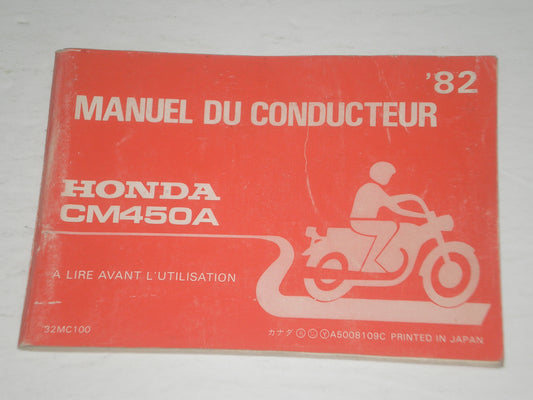 '82
MANUEL DU CONDUCTEUR
HONDA
CM450A
A LIRE AVANT L'UTILISATION
32MC100
カナダ Ⓚ Ⓛ Ⓨ A5008109C PRINTED IN JAPAN